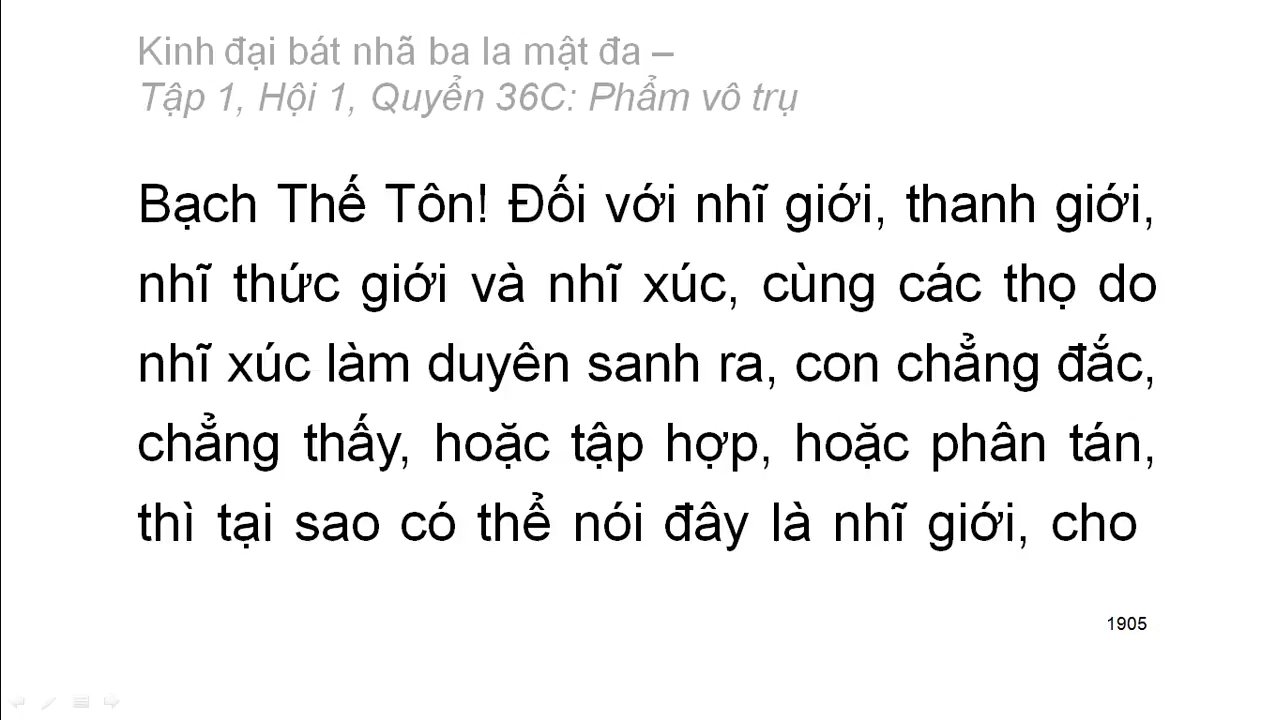 Kinh đại bát nhã ba la mật đa –
Tập 1, Hội 1, Quyển 36C: Phẩm vô trụ
Bạch Thế Tôn! Đối với nhĩ giới, thanh giới,
nhĩ thức giới và nhĩ xúc, cùng các thọ do
nhĩ xúc làm duyên sanh ra, con chẳng đắc,
chẳng thấy, hoặc tập hợp, hoặc phân tán,
thì tại sao có thể nói đây là nhĩ giới, cho
1905